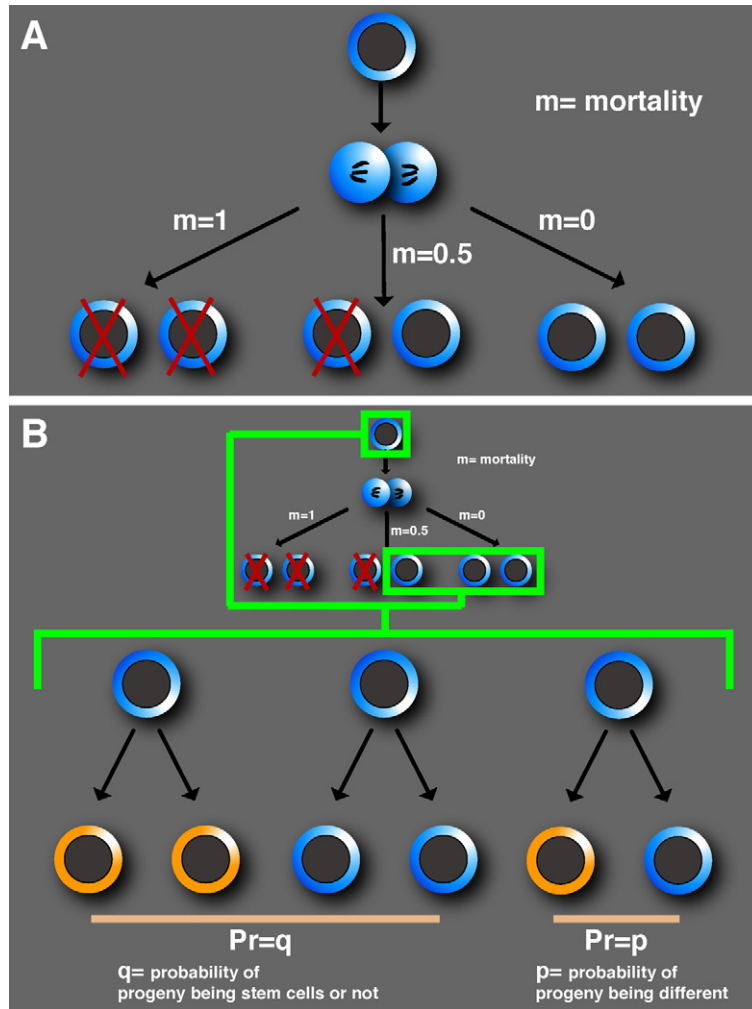 A
m= mortality
m=1
m=0.5
m=0
B
m= mortality
m=1
m=0.5
m=0
Pr=q
q= probability of
progeny being stem cells or not
Pr=p
p= probability of
progeny being different